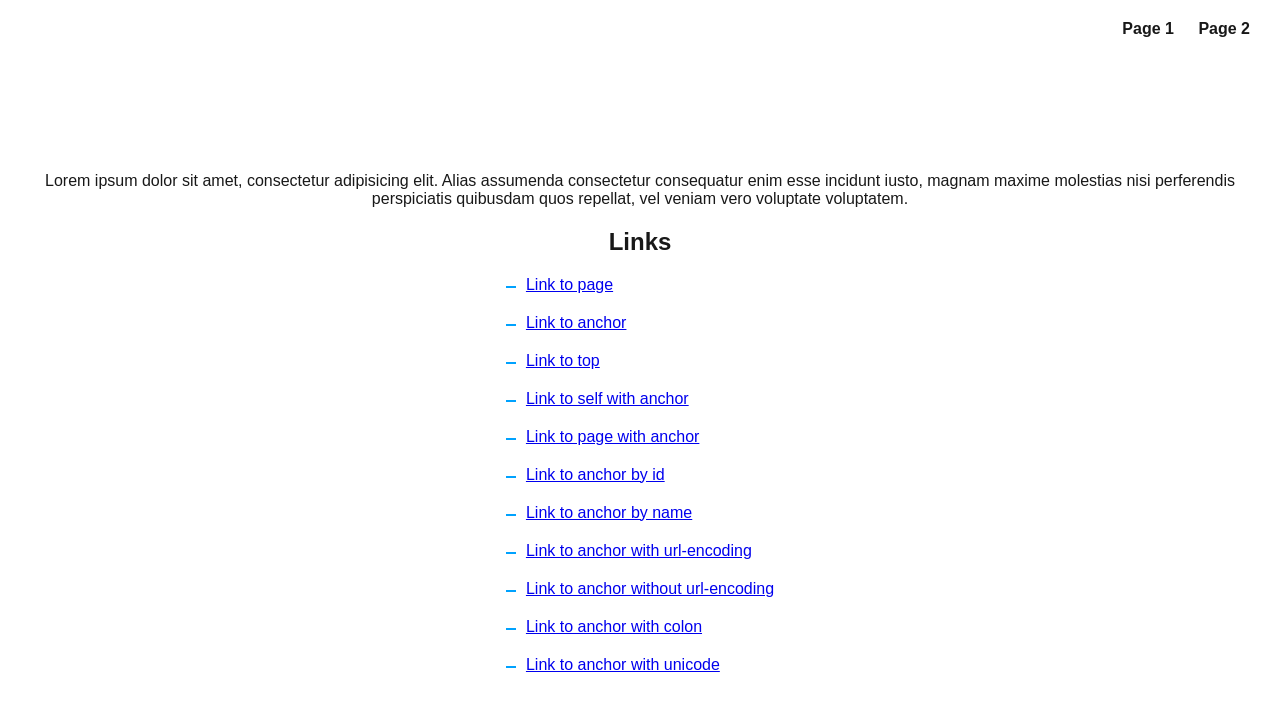 Page 1 Page 2
Lorem ipsum dolor sit amet, consectetur adipisicing elit. Alias assumenda consectetur consequatur enim esse incidunt iusto, magnam maxime molestias nisi perferendis
perspiciatis quibusdam quos repellat, vel veniam vero voluptate voluptatem.
Links
Link to page
Link to anchor
Link to top
Link to self with anchor
Link to page with anchor
Link to anchor by id
Link to anchor by name
Link to anchor with url-encoding
Link to anchor without url-encoding
Link to anchor with colon
Link to anchor with unicode